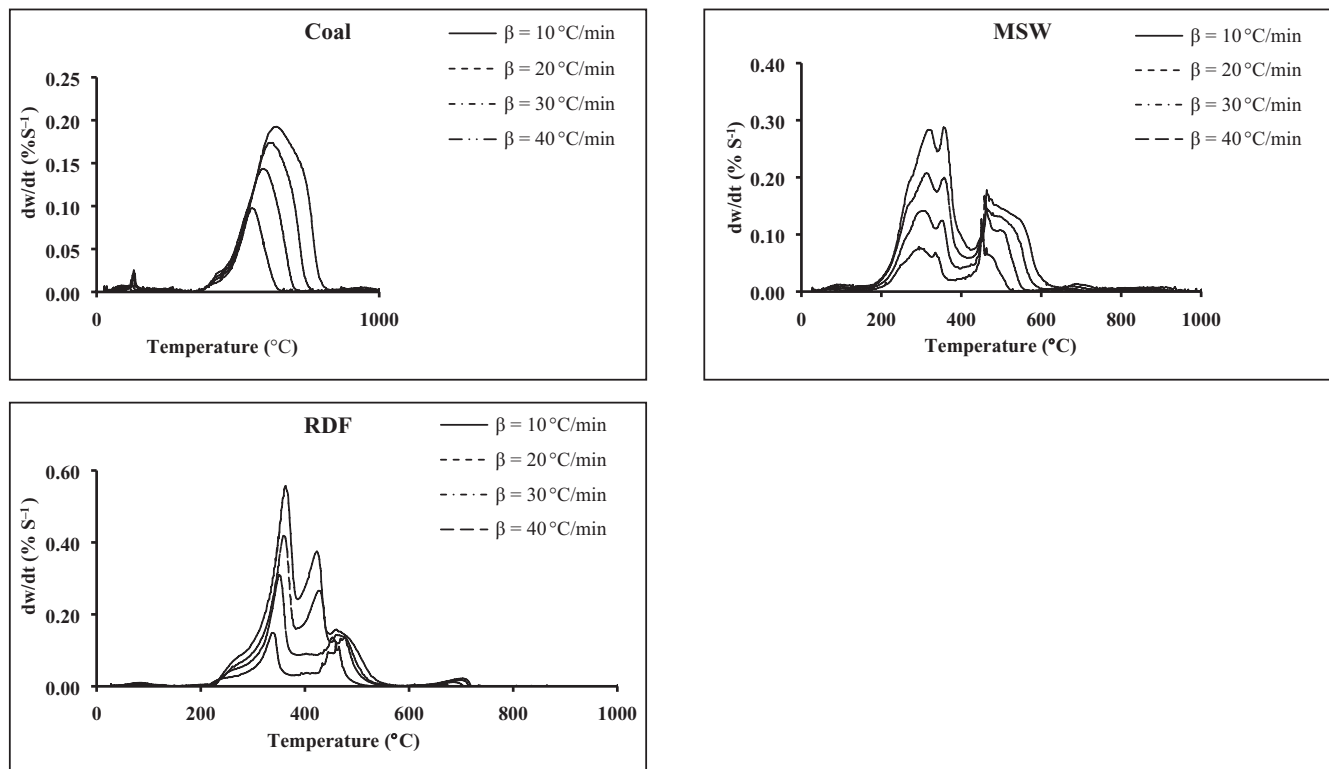 Coal
β = 10 °C/min
β = 20 °C/min
β = 30 °C/min
β = 40 °C/min
dw/dt (%S⁻¹)
0.25
0.20
0.15
0.10
0.05
0.00
0 1000
Temperature (°C)
MSW
β = 10 °C/min
β = 20 °C/min
β = 30 °C/min
β = 40 °C/min
dw/dt (% S⁻¹)
0.40
0.30
0.20
0.10
0.00
0 200 400 600 800 1000
Temperature (°C)
RDF
β = 10 °C/min
β = 20 °C/min
β = 30 °C/min
β = 40 °C/min
dw/dt (% S⁻¹)
0.60
0.40
0.20
0.00
0 200 400 600 800 1000
Temperature (°C)